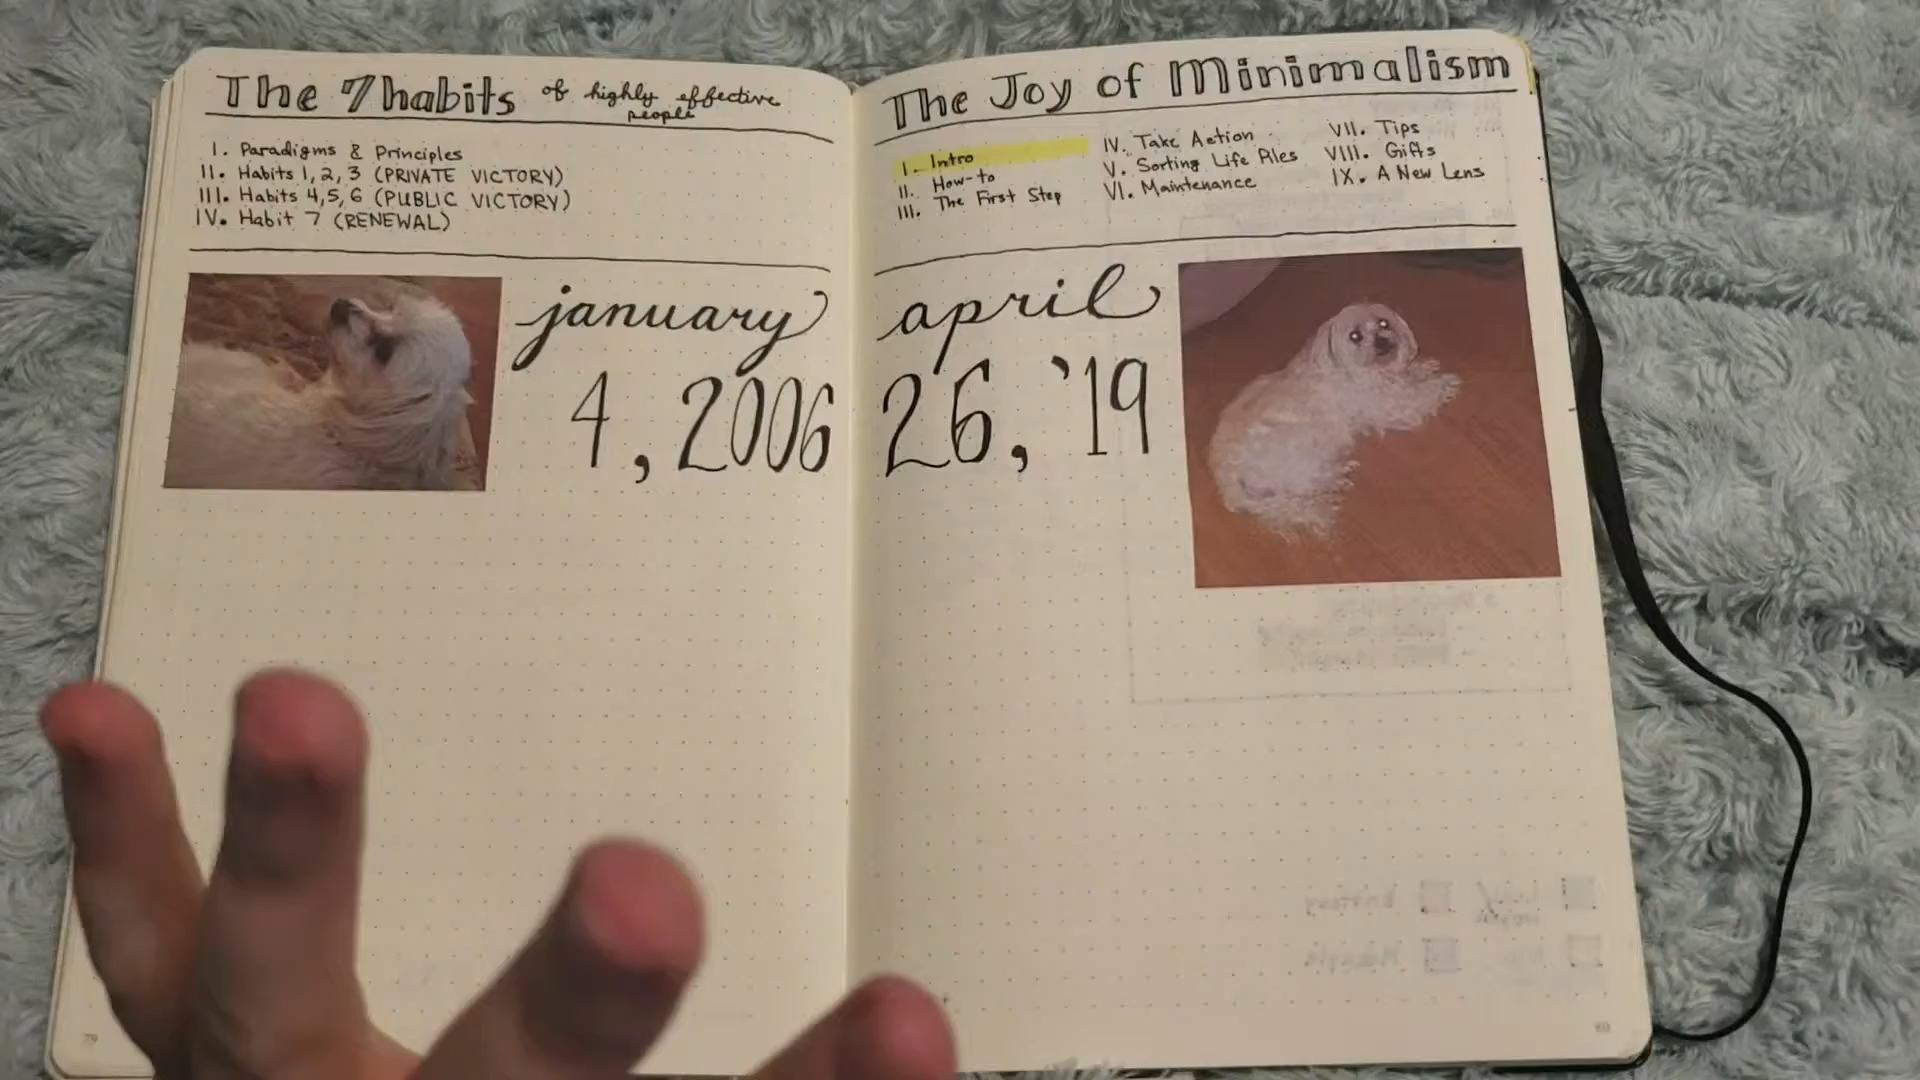 The 7 habits of highly effective
people
I. Paradigms & Principles
II. Habits 1, 2, 3 (PRIVATE VICTORY)
III. Habits 4, 5, 6 (PUBLIC VICTORY)
IV. Habit 7 (RENEWAL)
january
4, 2006
79
The Joy of Minimalism
I. Intro
II. How-to
III. The First Step
IV. Take Action
V. Sorting Life Piles
VI. Maintenance
VII. Tips
VIII. Gifts
IX. A New Lens
april
26, '19
80